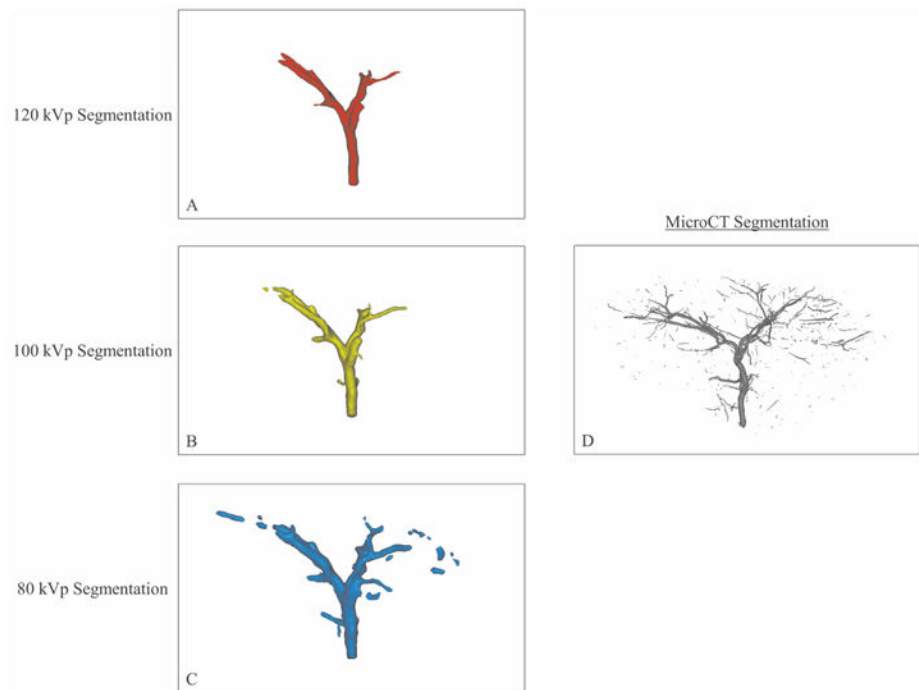 120 kVp Segmentation
A
MicroCT Segmentation
100 kVp Segmentation
B
D
80 kVp Segmentation
C